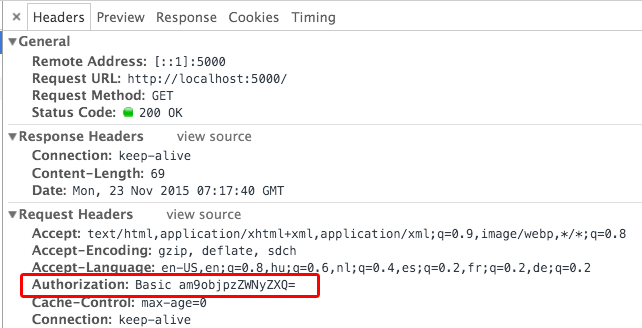 × Headers Preview Response Cookies Timing
▼General
Remote Address: [::1]:5000
Request URL: http://localhost:5000/
Request Method: GET
Status Code: 200 OK
▼Response Headers view source
Connection: keep-alive
Content-Length: 69
Date: Mon, 23 Nov 2015 07:17:40 GMT
▼Request Headers view source
Accept: text/html,application/xhtml+xml,application/xml;q=0.9,image/webp,*/*;q=0.8
Accept-Encoding: gzip, deflate, sdch
Accept-Language: en-US,en;q=0.8,hu;q=0.6,nl;q=0.4,es;q=0.2,fr;q=0.2,de;q=0.2
Authorization: Basic am9objpzZWNyZXQ=
Cache-Control: max-age=0
Connection: keep-alive